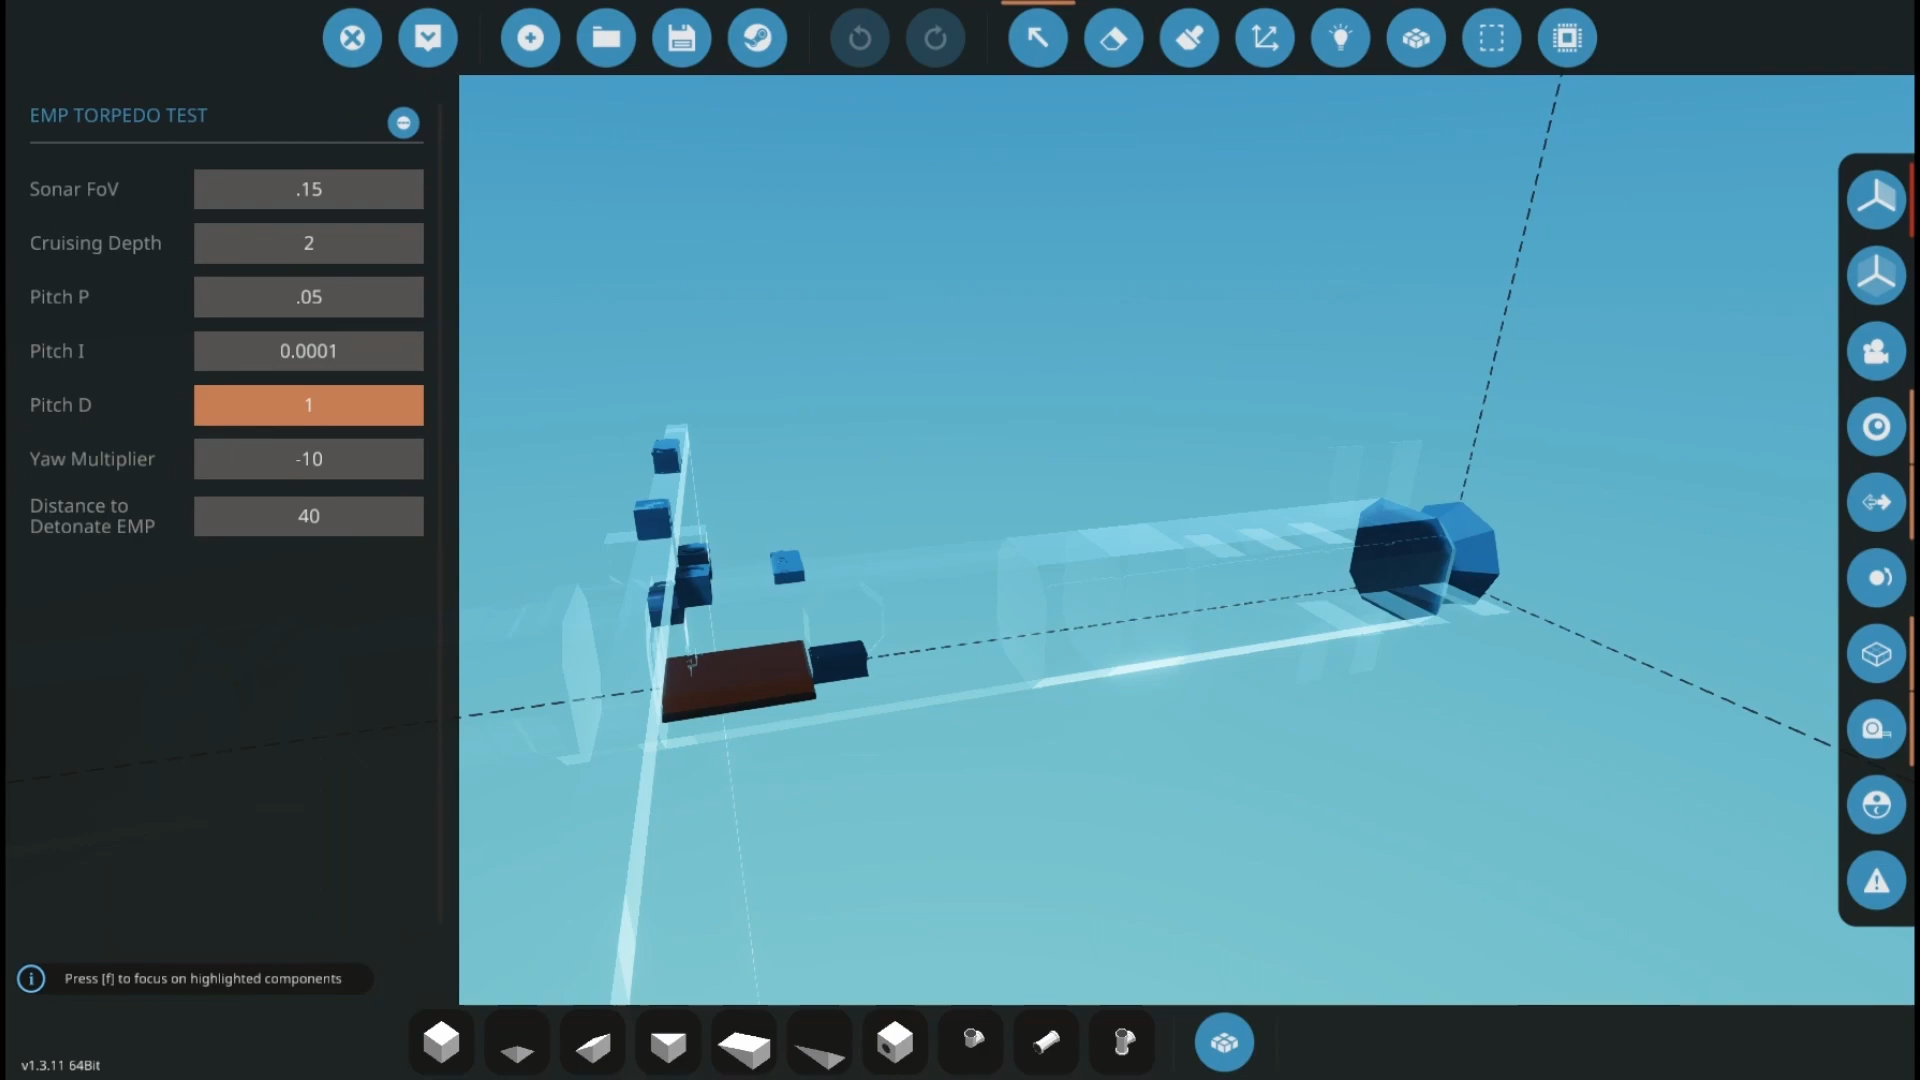 EMP TORPEDO TEST
Sonar FoV .15
Cruising Depth 2
Pitch P .05
Pitch I 0.0001
Pitch D 1
Yaw Multiplier -10
Distance to
Detonate EMP 40
Press [f] to focus on highlighted components
v1.3.11 64Bit